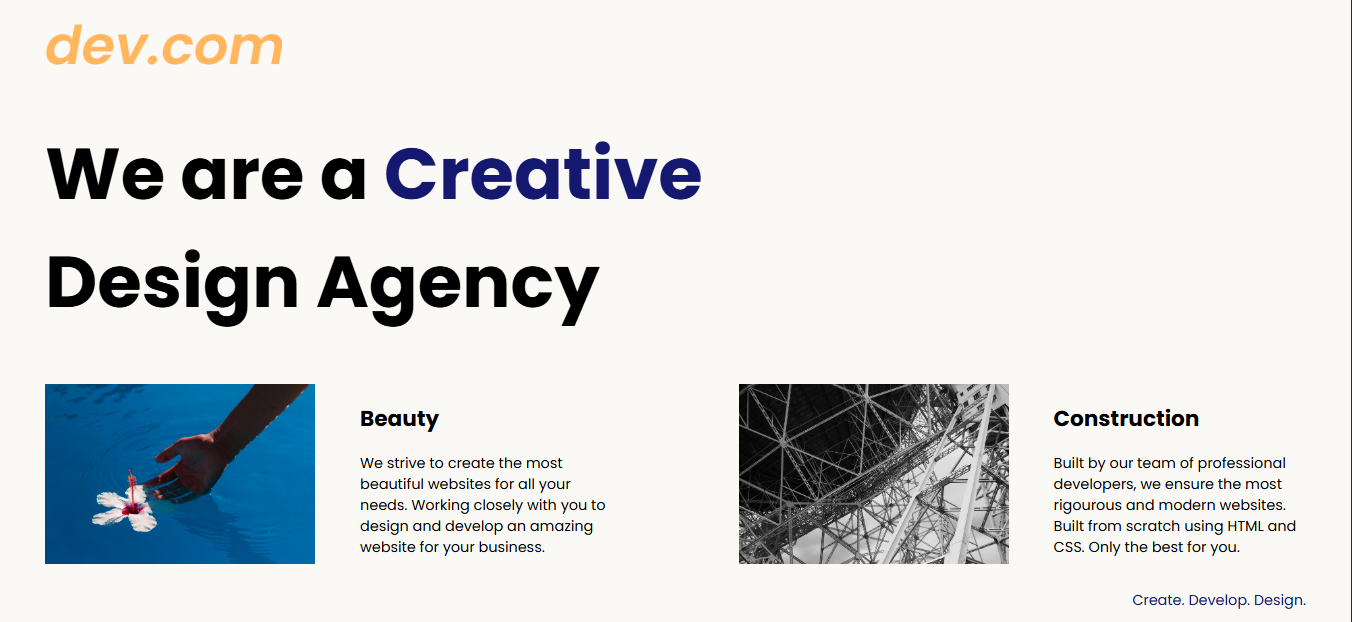 dev.com
We are a Creative
Design Agency
Beauty
We strive to create the most
beautiful websites for all your
needs. Working closely with you to
design and develop an amazing
website for your business.
Construction
Built by our team of professional
developers, we ensure the most
rigourous and modern websites.
Built from scratch using HTML and
CSS. Only the best for you.
Create. Develop. Design.